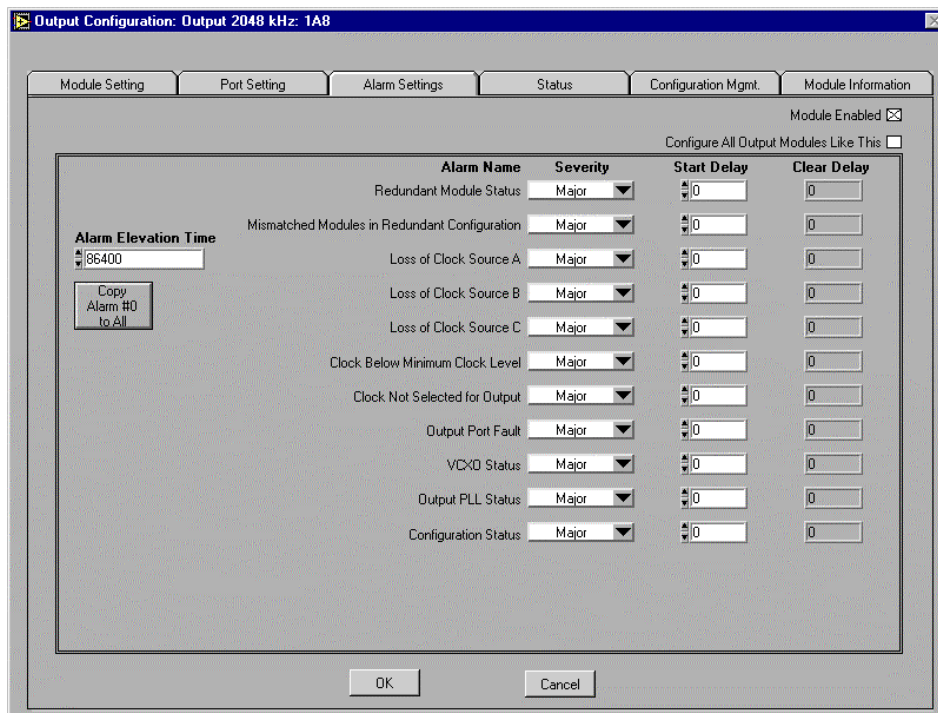 Output Configuration: Output 2048 kHz: 1A8
Module Setting Port Setting Alarm Settings Status Configuration Mgmt. Module Information
Module Enabled
Configure All Output Modules Like This
Alarm Name Severity Start Delay Clear Delay
Redundant Module Status Major 0 0
Mismatched Modules in Redundant Configuration Major 0 0
Alarm Elevation Time
86400
Loss of Clock Source A Major 0 0
Copy
Alarm #0
to All
Loss of Clock Source B Major 0 0
Loss of Clock Source C Major 0 0
Clock Below Minimum Clock Level Major 0 0
Clock Not Selected for Output Major 0 0
Output Port Fault Major 0 0
VCXO Status Major 0 0
Output PLL Status Major 0 0
Configuration Status Major 0 0
OK Cancel